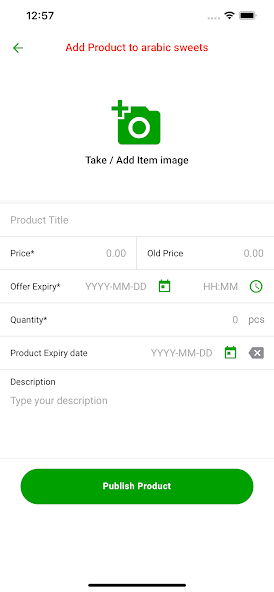 12:57
Add Product to arabic sweets
Take / Add Item image
Product Title
Price* 0.00 Old Price 0.00
Offer Expiry* YYYY-MM-DD HH:MM
Quantity* 0 pcs
Product Expiry date YYYY-MM-DD
Description
Type your description
Publish Product